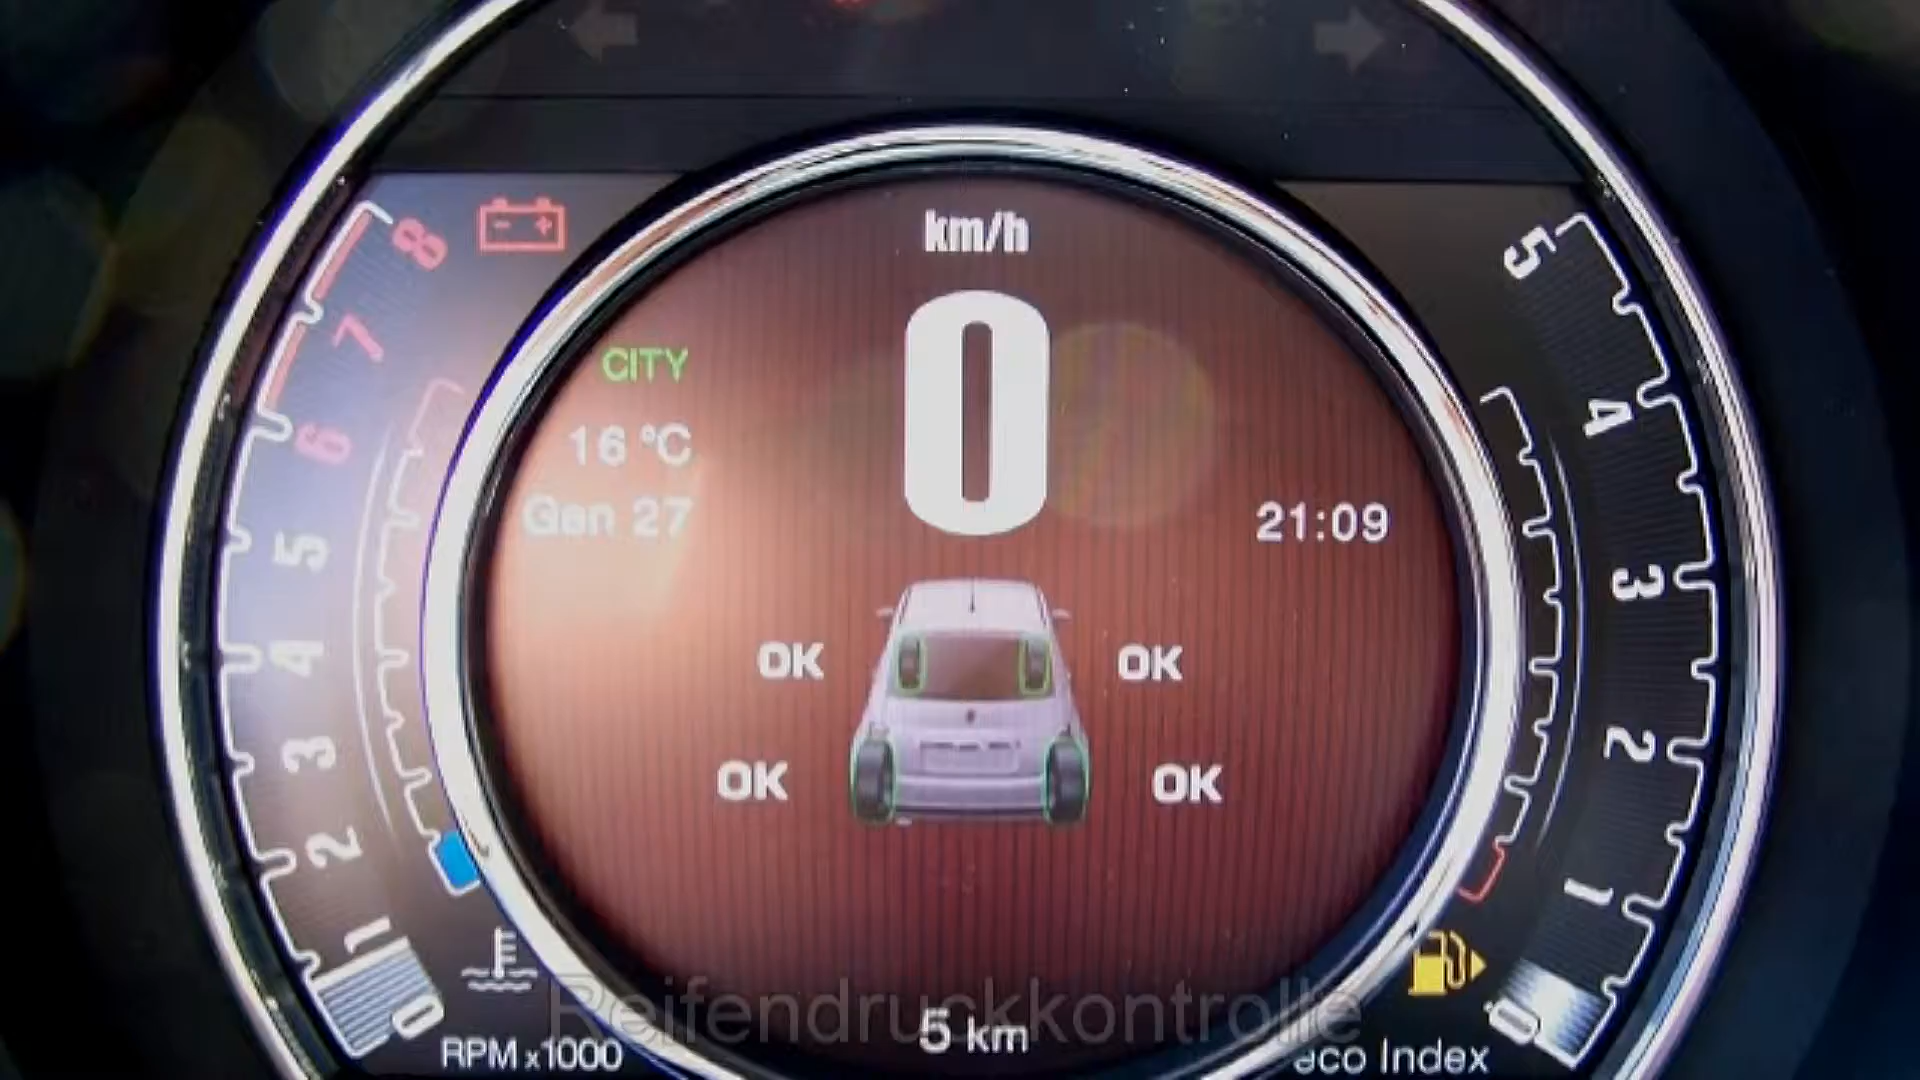 km/h
0
CITY
16 °C
Gen 27
21:09
OK
OK
OK
OK
8
7
6
5
4
3
2
1
0
RPM x1000
5
4
3
2
1
0
eco Index
5 km
Reifendruckkontrolle